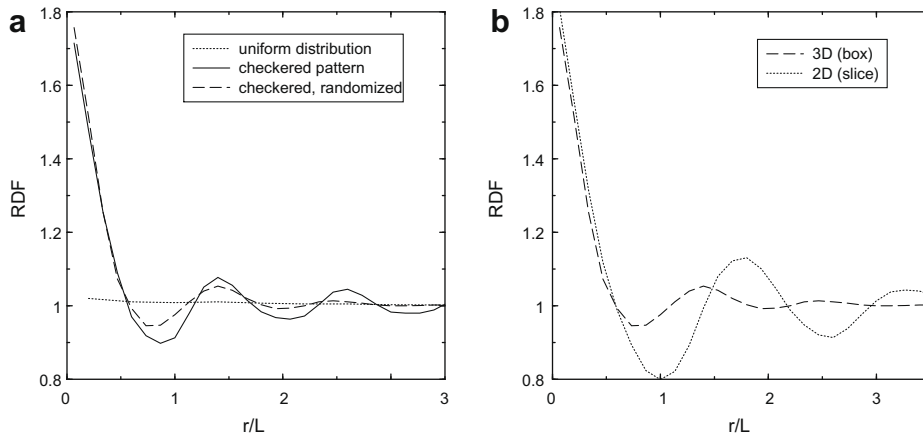 a
1.8
1.6
1.4
1.2
1
0.8
RDF
0
1
2
3
r/L
uniform distribution
checkered pattern
checkered, randomized
b
1.8
1.6
1.4
1.2
1
0.8
RDF
0
1
2
3
r/L
3D (box)
2D (slice)